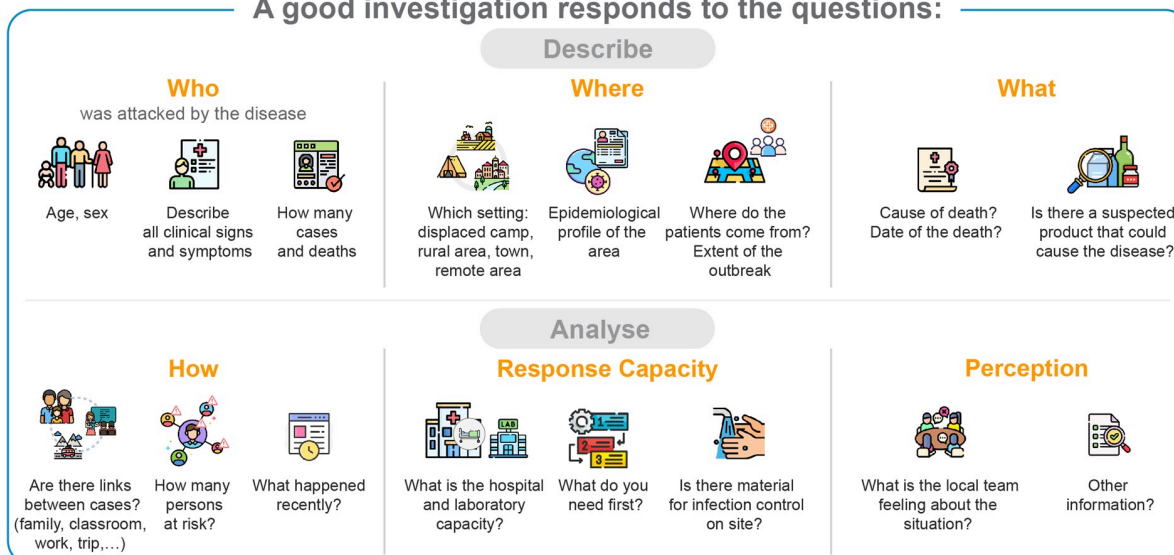 A good investigation responds to the questions:
Describe
Who
was attacked by the disease
Age, sex
Describe
all clinical signs
and symptoms
How many
cases
and deaths
Where
Which setting:
displaced camp,
rural area, town,
remote area
Epidemiological
profile of the
area
Where do the
patients come from?
Extent of the
outbreak
What
Cause of death?
Date of the death?
Is there a suspected
product that could
cause the disease?
Analyse
How
Are there links
between cases?
(family, classroom,
work, trip,…)
How many
persons
at risk?
What happened
recently?
Response Capacity
LAB
What is the hospital
and laboratory
capacity?
1
2
3
What do you
need first?
Is there material
for infection control
on site?
Perception
What is the local team
feeling about the
situation?
Other
information?